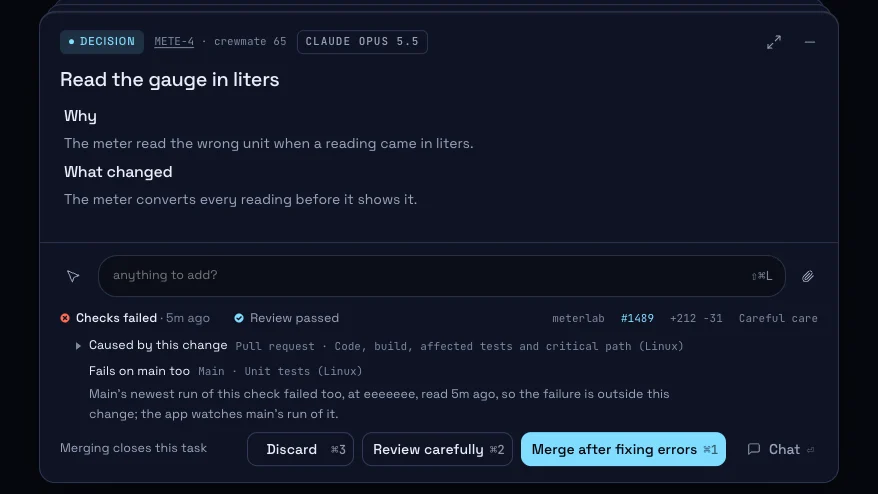 DECISION METE-4 · crewmate 65 CLAUDE OPUS 5.5
Read the gauge in liters
Why
The meter read the wrong unit when a reading came in liters.
What changed
The meter converts every reading before it shows it.
anything to add? ⇧⌘L
Checks failed · 5m ago Review passed meterlab #1489 +212 -31 Careful care
Caused by this change Pull request · Code, build, affected tests and critical path (Linux)
Fails on main too Main · Unit tests (Linux)
Main's newest run of this check failed too, at eeeeeee, read 5m ago, so the failure is outside this
change; the app watches main's run of it.
Merging closes this task Discard ⌘3 Review carefully ⌘2 Merge after fixing errors ⌘1 Chat ⏎